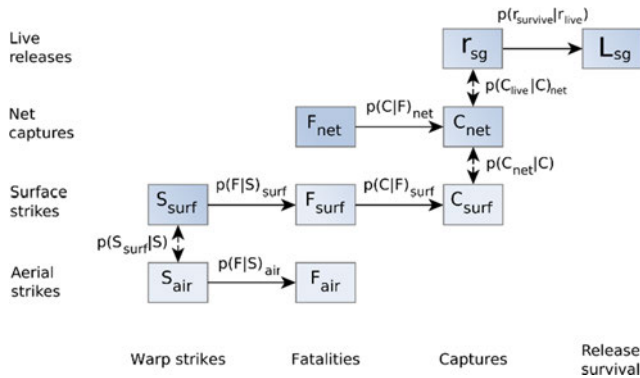 p(r_survive|r_live)
Live
releases
r_sg
L_sg
p(C_live|C)_net
Net
captures
F_net
p(C|F)_net
C_net
p(C_net|C)
Surface
strikes
S_surf
p(F|S)_surf
F_surf
p(C|F)_surf
C_surf
p(S_surf|S)
Aerial
strikes
S_air
p(F|S)_air
F_air
Warp strikes
Fatalities
Captures
Release
survival